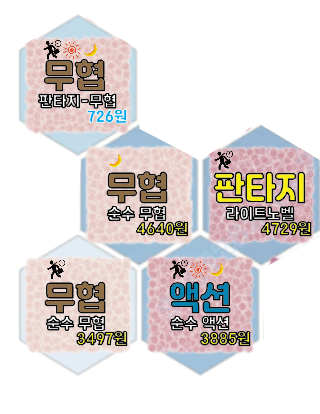 무협
판타지-무협
726원
무협
순수 무협
4640원
판타지
라이트노벨
4729원
무협
순수 무협
3497원
액션
순수 액션
3885원